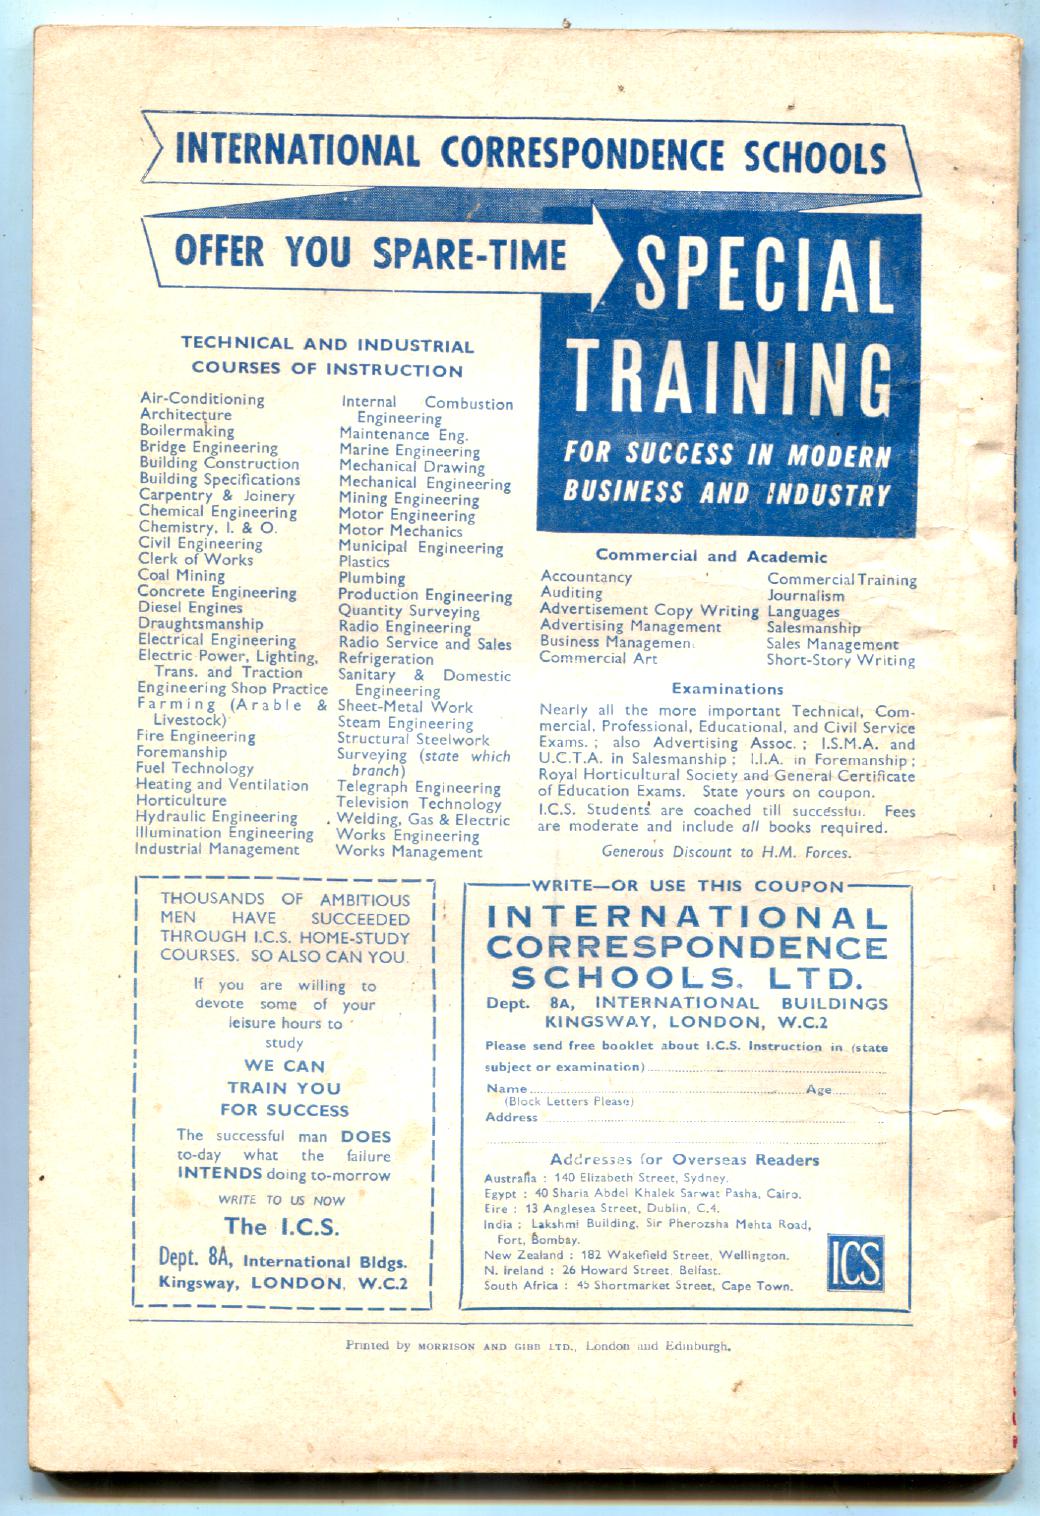 INTERNATIONAL CORRESPONDENCE SCHOOLS
OFFER YOU SPARE-TIME
SPECIAL
TRAINING
FOR SUCCESS IN MODERN
BUSINESS AND INDUSTRY
TECHNICAL AND INDUSTRIAL
COURSES OF INSTRUCTION
Air-Conditioning
Architecture
Boilermaking
Bridge Engineering
Building Construction
Building Specifications
Carpentry & Joinery
Chemical Engineering
Chemistry, I. & O.
Civil Engineering
Clerk of Works
Coal Mining
Concrete Engineering
Diesel Engines
Draughtsmanship
Electrical Engineering
Electric Power, Lighting,
Trans. and Traction
Engineering Shop Practice
Farming (Arable &
Livestock)
Fire Engineering
Foremanship
Fuel Technology
Heating and Ventilation
Horticulture
Hydraulic Engineering
Illumination Engineering
Industrial Management
Internal Combustion
Engineering
Maintenance Eng.
Marine Engineering
Mechanical Drawing
Mechanical Engineering
Mining Engineering
Motor Engineering
Motor Mechanics
Municipal Engineering
Plastics
Plumbing
Production Engineering
Quantity Surveying
Radio Engineering
Radio Service and Sales
Refrigeration
Sanitary & Domestic
Engineering
Sheet-Metal Work
Steam Engineering
Structural Steelwork
Surveying (state which
branch)
Telegraph Engineering
Television Technology
Welding, Gas & Electric
Works Engineering
Works Management
Commercial and Academic
Accountancy
Auditing
Advertisement Copy Writing
Advertising Management
Business Managemen
Commercial Art
Commercial Training
Journalism
Languages
Salesmanship
Sales Management
Short-Story Writing
Examinations
Nearly all the more important Technical, Com-
mercial, Professional, Educational, and Civil Service
Exams. ; also Advertising Assoc. ; I.S.M.A. and
U.C.T.A. in Salesmanship ; I.I.A. in Foremanship ;
Royal Horticultural Society and General Certificate
of Education Exams. State yours on coupon.
I.C.S. Students are coached till successful. Fees
are moderate and include all books required.
Generous Discount to H.M. Forces.
THOUSANDS OF AMBITIOUS
MEN HAVE SUCCEEDED
THROUGH I.C.S. HOME-STUDY
COURSES. SO ALSO CAN YOU.
If you are willing to
devote some of your
leisure hours to
study
WE CAN
TRAIN YOU
FOR SUCCESS
The successful man DOES
to-day what the failure
INTENDS doing to-morrow
WRITE TO US NOW
The I.C.S.
Dept. 8A, International Bldgs.
Kingsway, LONDON, W.C.2
WRITE—OR USE THIS COUPON
INTERNATIONAL
CORRESPONDENCE
SCHOOLS, LTD.
Dept. 8A, INTERNATIONAL BUILDINGS
KINGSWAY, LONDON, W.C.2
Please send free booklet about I.C.S. Instruction in (state
subject or examination)
Name Age
(Block Letters Please)
Address
Addresses for Overseas Readers
Australia : 140 Elizabeth Street, Sydney.
Egypt : 40 Sharia Abdel Khalek Sarwat Pasha, Cairo.
Eire : 13 Anglesea Street, Dublin, C.4.
India : Lakshmi Building, Sir Pherozsha Mehta Road,
Fort, Bombay.
New Zealand : 182 Wakefield Street, Wellington.
N. Ireland : 26 Howard Street, Belfast.
South Africa : 45 Shortmarket Street, Cape Town.
ICS
Printed by MORRISON AND GIBB LTD., London and Edinburgh.